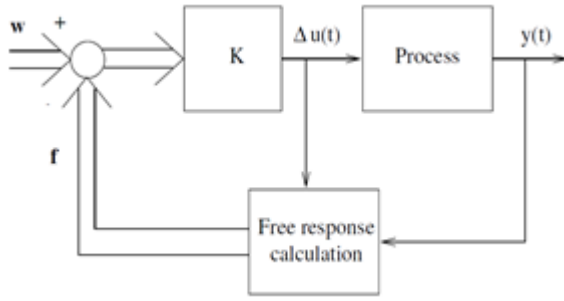 w
+
K
Δ u(t)
Process
y(t)
f
Free response
calculation